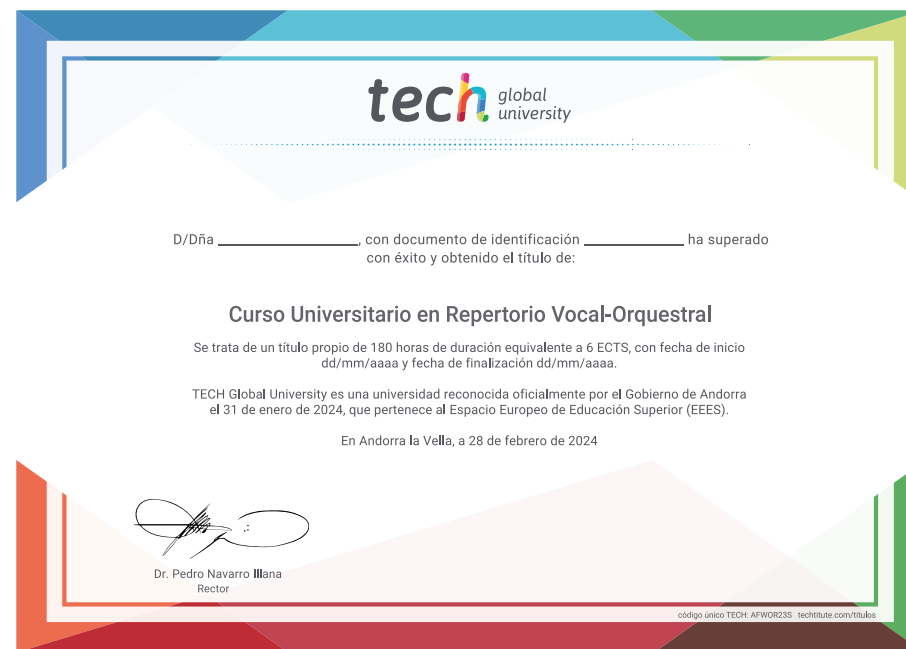 tech global university
D/Dña ____________________, con documento de identificación ______________ ha superado
con éxito y obtenido el título de:
Curso Universitario en Repertorio Vocal-Orquestral
Se trata de un título propio de 180 horas de duración equivalente a 6 ECTS, con fecha de inicio
dd/mm/aaaa y fecha de finalización dd/mm/aaaa.
TECH Global University es una universidad reconocida oficialmente por el Gobierno de Andorra
el 31 de enero de 2024, que pertenece al Espacio Europeo de Educación Superior (EEES).
En Andorra la Vella, a 28 de febrero de 2024
Dr. Pedro Navarro Illana
Rector
código único TECH: AFWOR23S techtitute.com/titulos